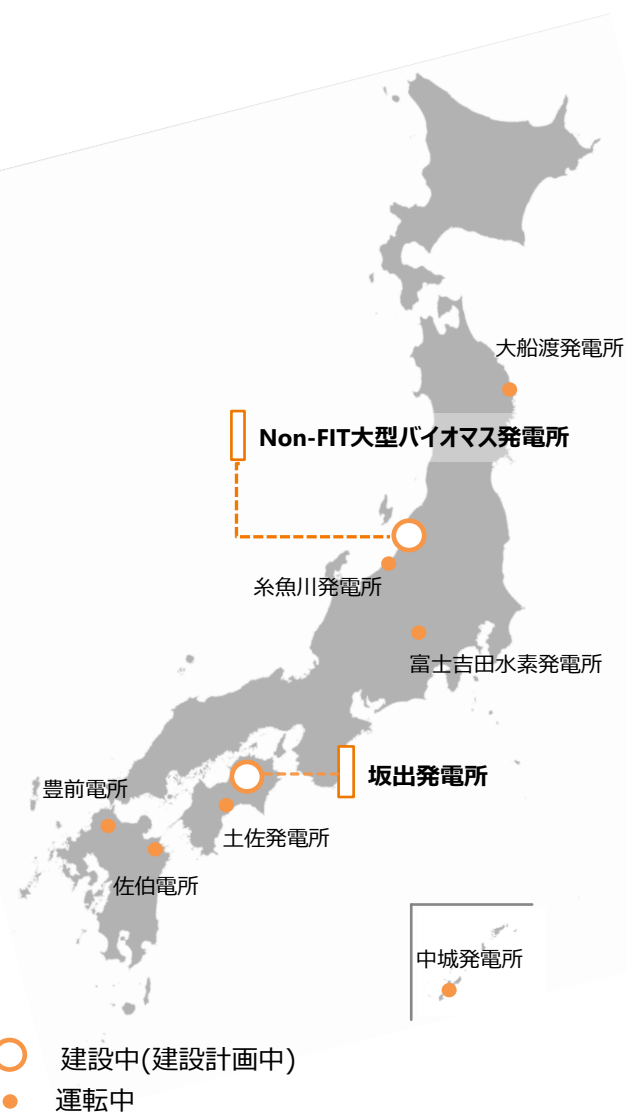 大船渡発電所
Non-FIT大型バイオマス発電所
糸魚川発電所
富士吉田水素発電所
坂出発電所
豊前電所
土佐発電所
佐伯電所
中城発電所
建設中(建設計画中)
運転中